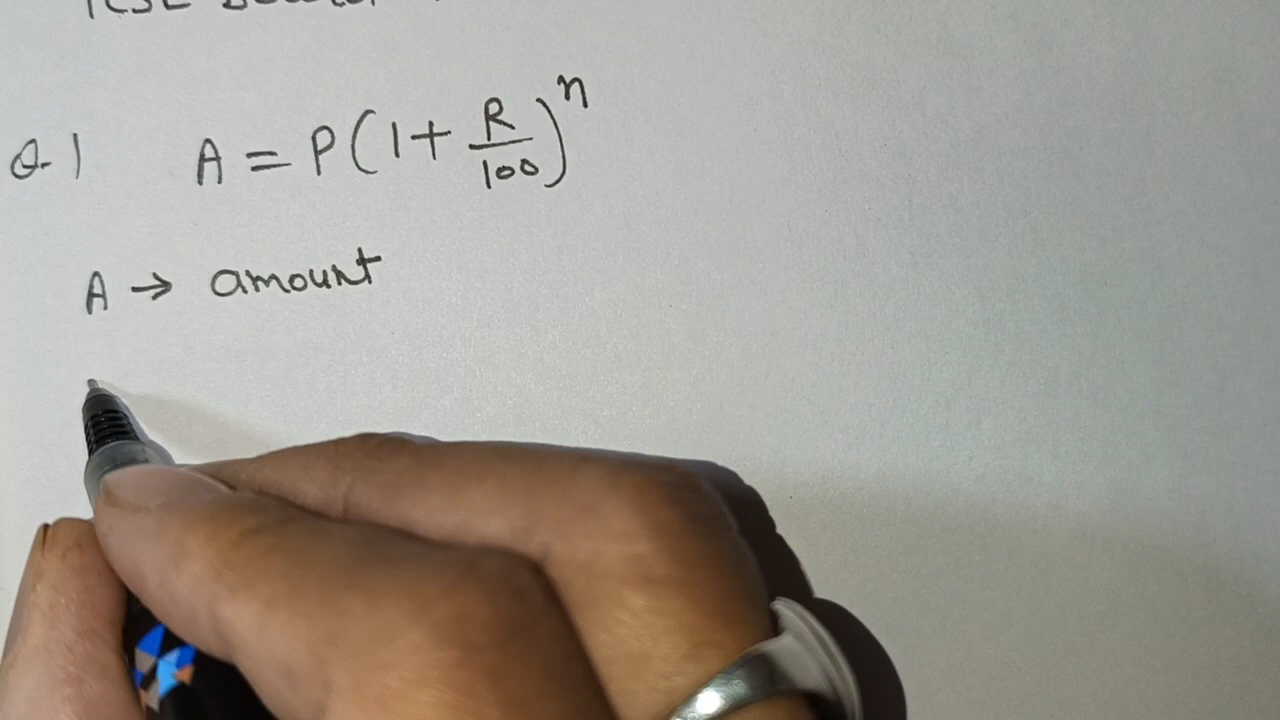 Q.1 A = P(1 + R/100)^n
A → amount